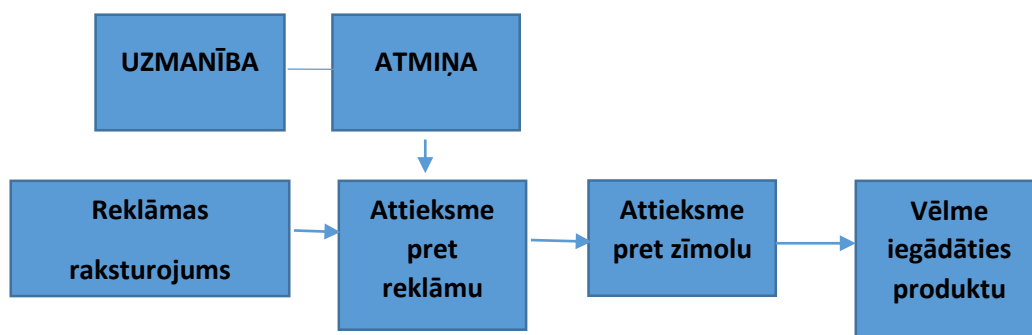 UZMANĪBA
ATMIŅA
Reklāmas
raksturojums
Attieksme
pret
reklāmu
Attieksme
pret zīmolu
Vēlme
iegādāties
produktu